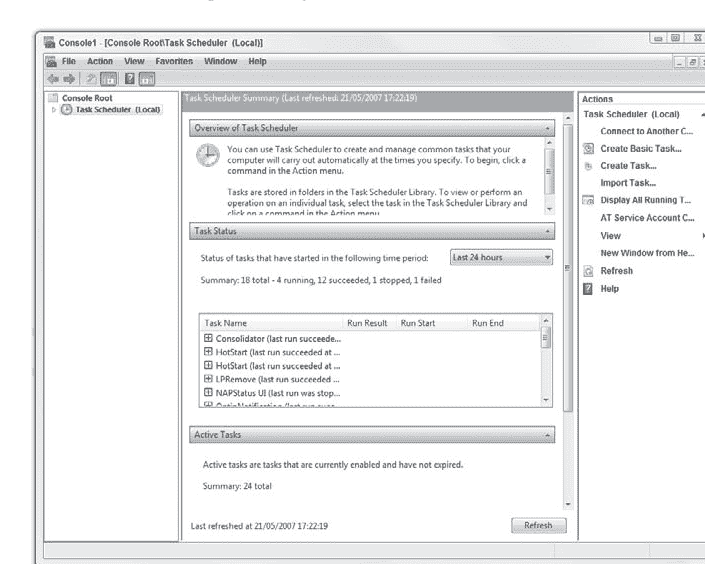 Console1 - [Console Root\Task Scheduler (Local)]
File Action View Favorites Window Help
Console Root
Task Scheduler (Local)
Task Scheduler Summary (Last refreshed: 21/05/2007 17:22:19)
Overview of Task Scheduler
You can use Task Scheduler to create and manage common tasks that your
computer will carry out automatically at the times you specify. To begin, click a
command in the Action menu.
Tasks are stored in folders in the Task Scheduler Library. To view or perform an
operation on an individual task, select the task in the Task Scheduler Library and
click on a command in the Action menu.
Task Status
Status of tasks that have started in the following time period:
Last 24 hours
Summary: 18 total - 4 running, 12 succeeded, 1 stopped, 1 failed
Task Name Run Result Run Start Run End
Consolidator (last run succeede...
HotStart (last run succeeded at ...
HotStart (last run succeeded at ...
LPRemove (last run succeeded ...
NAPStatus UI (last run was stop...
Active Tasks
Active tasks are tasks that are currently enabled and have not expired.
Summary: 24 total
Last refreshed at 21/05/2007 17:22:19
Refresh
Actions
Task Scheduler (Local)
Connect to Another C...
Create Basic Task...
Create Task...
Import Task...
Display All Running T...
AT Service Account C...
View
New Window from He...
Refresh
Help